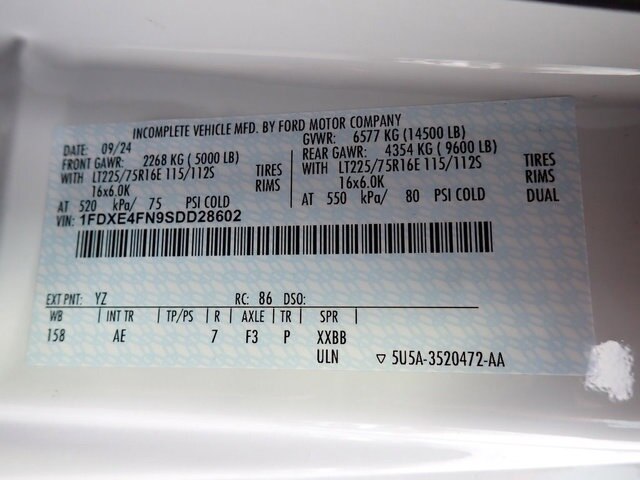 INCOMPLETE VEHICLE MFD. BY FORD MOTOR COMPANY
DATE: 09/24 GVWR: 6577 KG (14500 LB)
FRONT GAWR: 2268 KG (5000 LB) REAR GAWR: 4354 KG (9600 LB)
WITH LT225/75R16E 115/112S TIRES WITH LT225/75R16E 115/112S TIRES
16x6.0K RIMS 16x6.0K RIMS
AT 520 kPa/ 75 PSI COLD AT 550 kPa/ 80 PSI COLD DUAL
VIN: 1FDXE4FN9SDD28602
EXT PNT: YZ RC: 86 DSO:
WB INT TR TP/PS R AXLE TR SPR
158 AE 7 F3 P XXBB
ULN ▽ 5U5A-3520472-AA